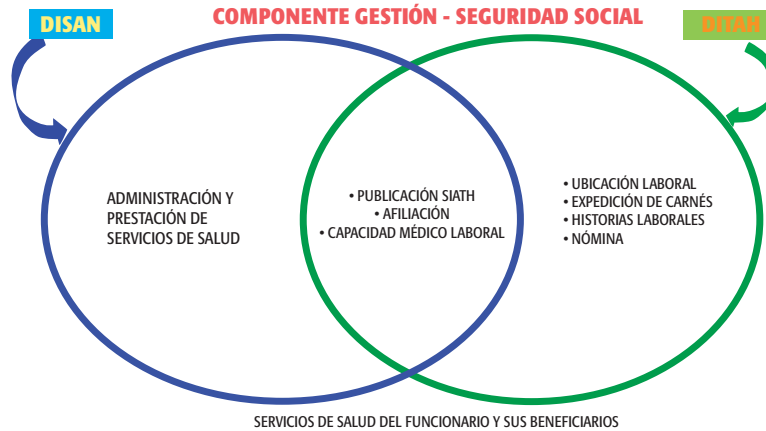 COMPONENTE GESTIÓN - SEGURIDAD SOCIAL
DISAN
DITAH
ADMINISTRACIÓN Y
PRESTACIÓN DE
SERVICIOS DE SALUD
• PUBLICACIÓN SIATH
• AFILIACIÓN
• CAPACIDAD MÉDICO LABORAL
• UBICACIÓN LABORAL
• EXPEDICIÓN DE CARNÉS
• HISTORIAS LABORALES
• NÓMINA
SERVICIOS DE SALUD DEL FUNCIONARIO Y SUS BENEFICIARIOS